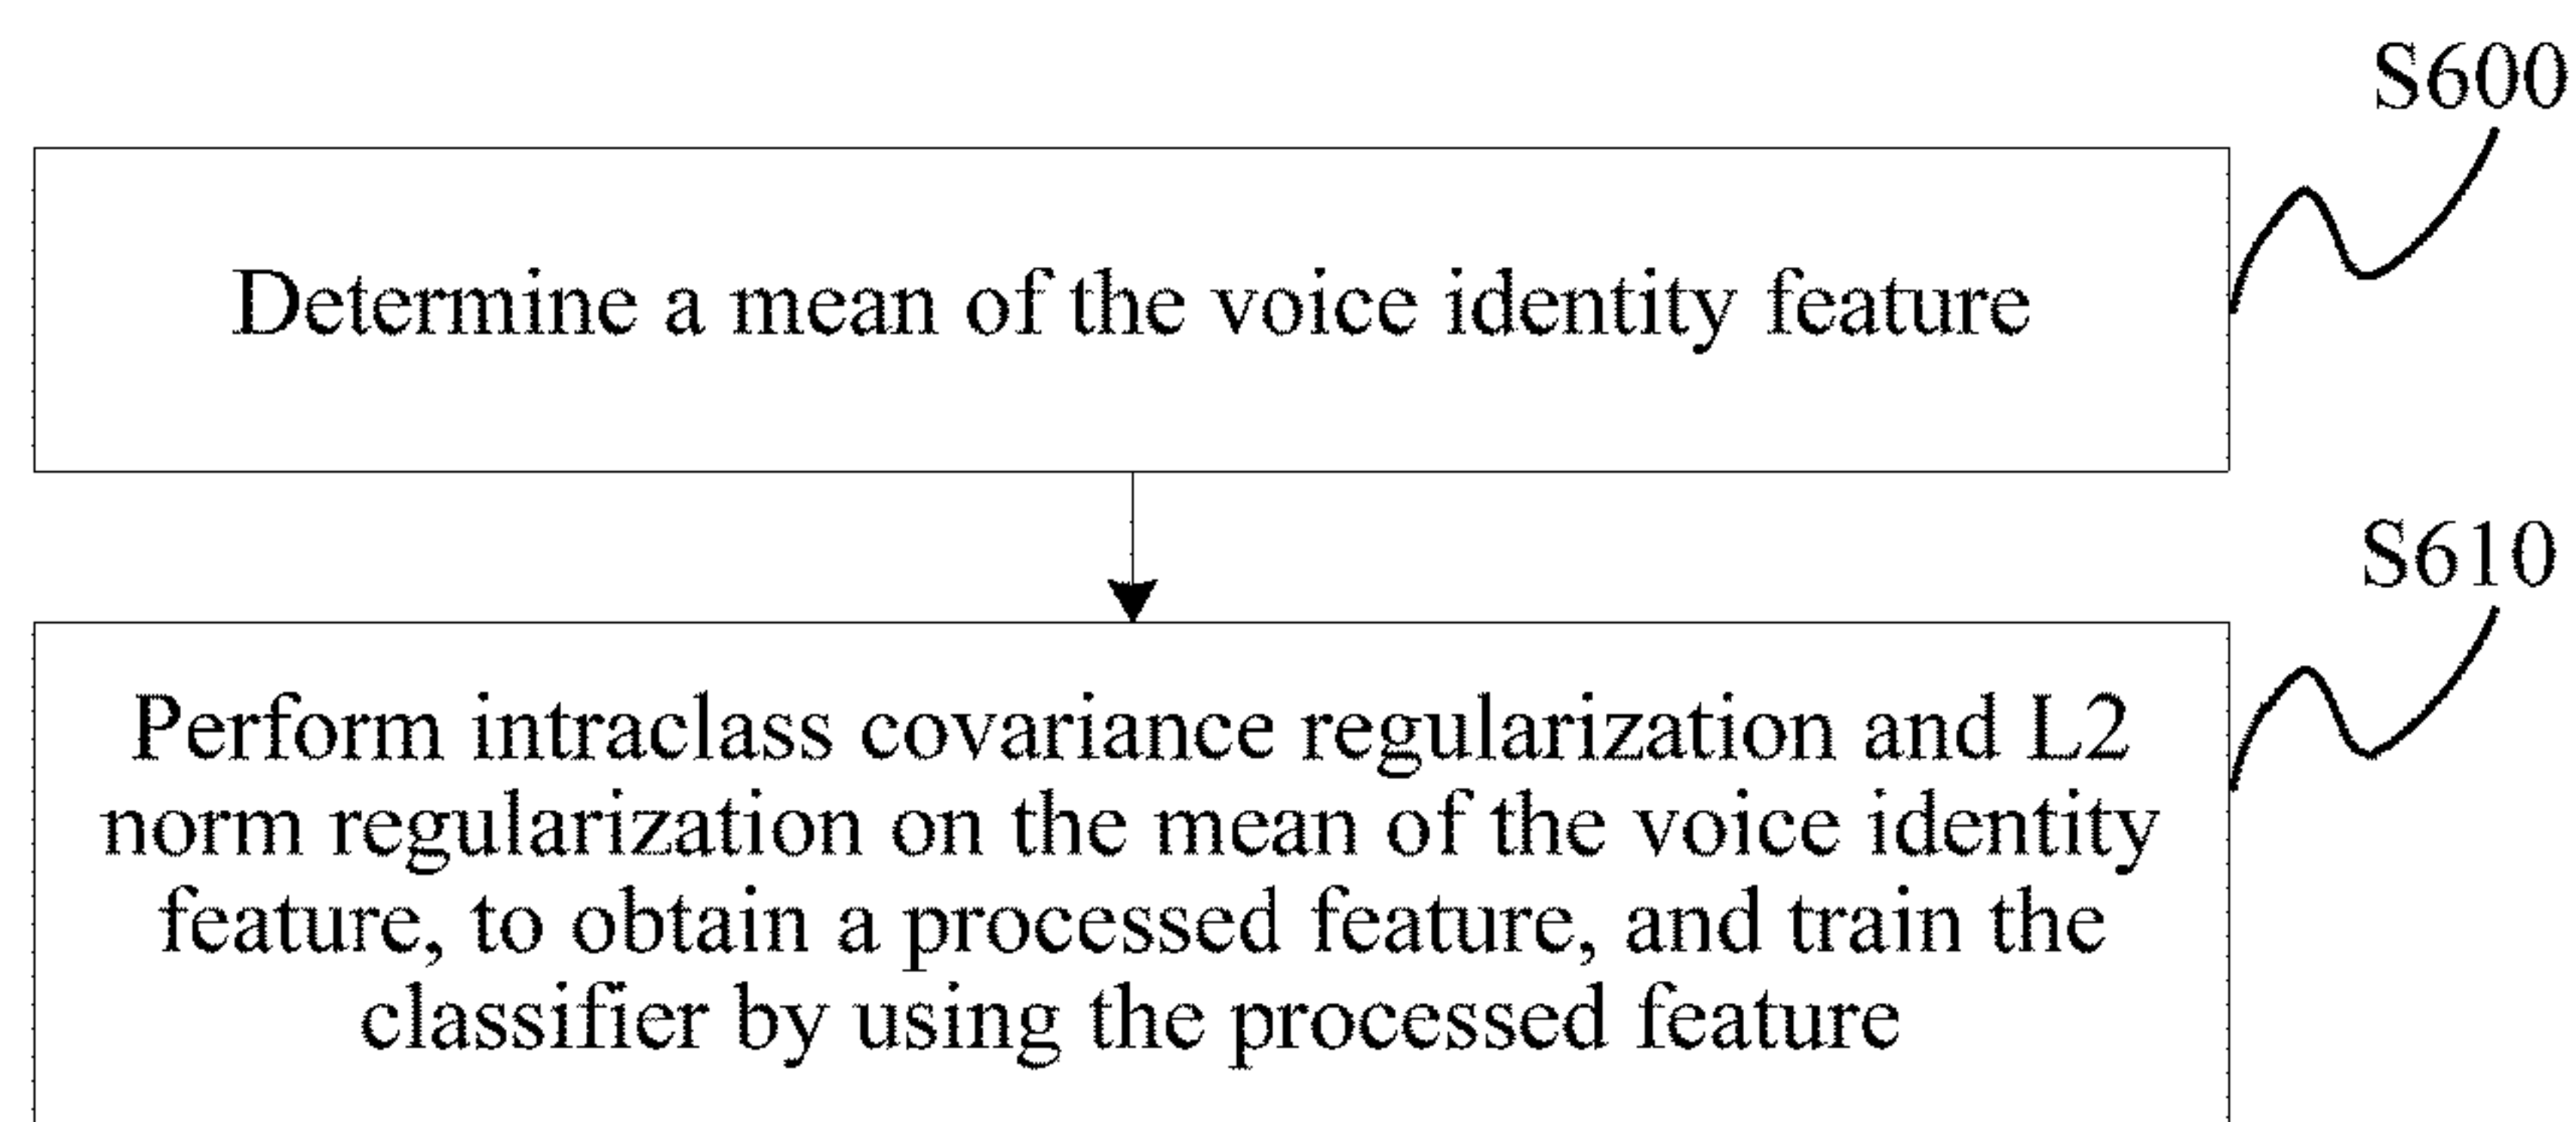 S600
Determine a mean of the voice identity feature
S610
Perform intraclass covariance regularization and L2
norm regularization on the mean of the voice identity
feature, to obtain a processed feature, and train the
classifier by using the processed feature